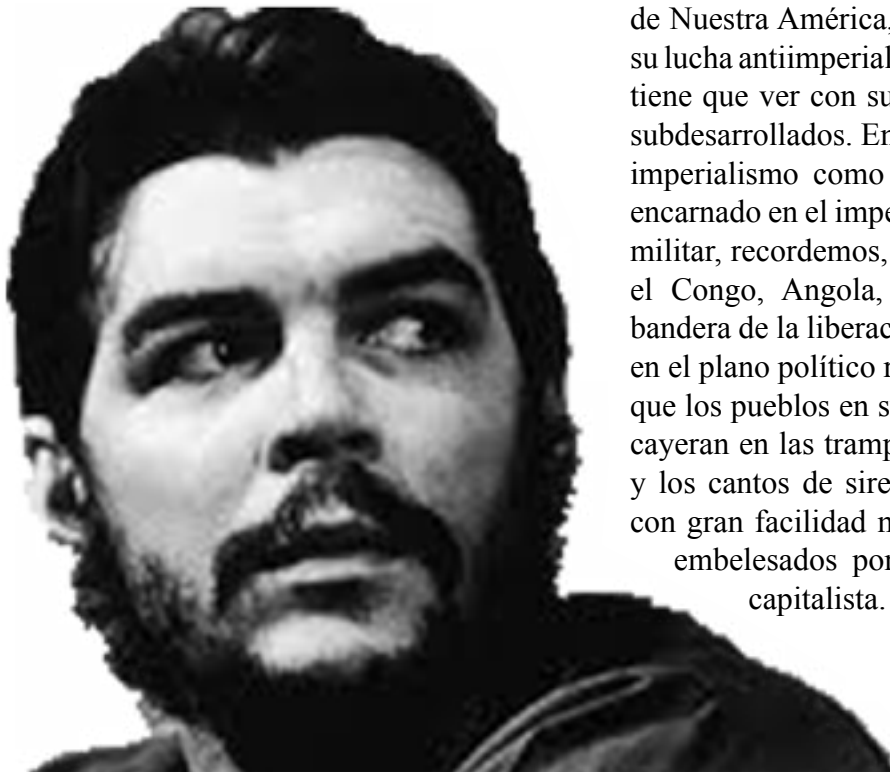 de Nuestra América,
su lucha antiimperial
tiene que ver con su
subdesarrollados. En
imperialismo como
encarnado en el impe
militar, recordemos,
el Congo, Angola,
bandera de la liberac
en el plano político
que los pueblos en s
cayeran en las tramp
y los cantos de sire
con gran facilidad
embelesados por
capitalista.